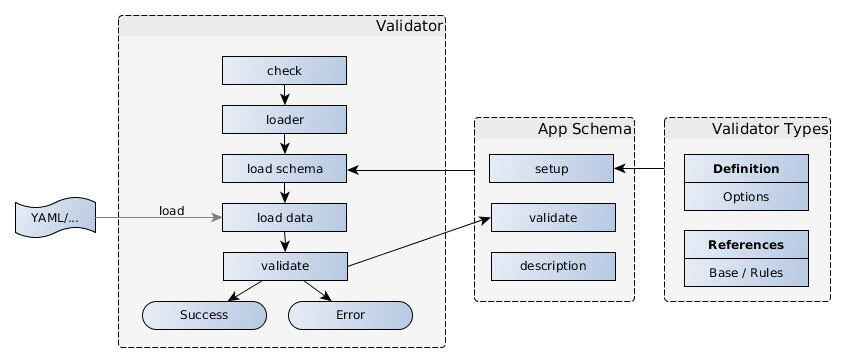 Validator
check
loader
load schema
load data
validate
Success
Error
YAML/...
load
App Schema
setup
validate
description
Validator Types
Definition
Options
References
Base / Rules